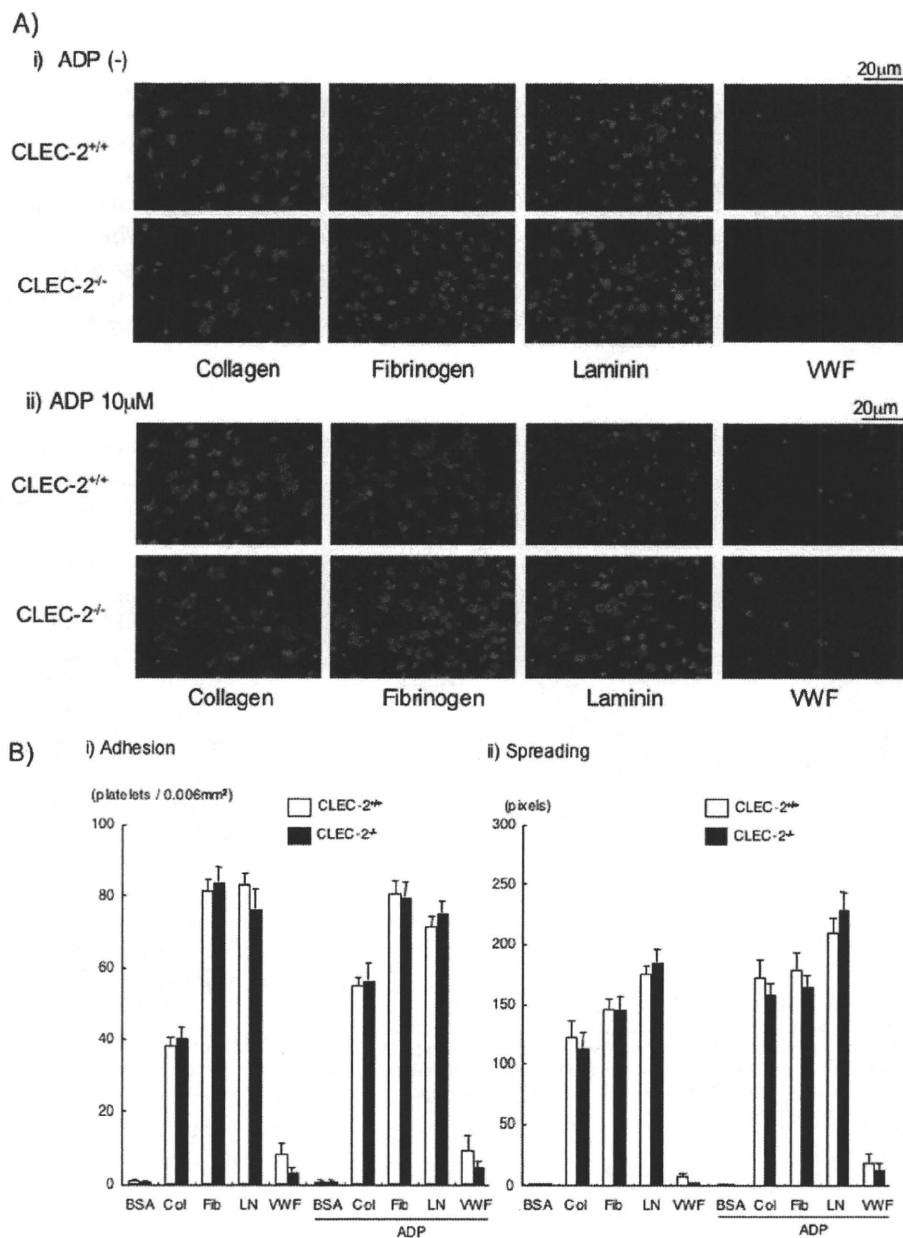 A)
i) ADP (-)
20μm
CLEC-2+/+
CLEC-2-/-
Collagen Fibrinogen Laminin VWF
ii) ADP 10μM
20μm
CLEC-2+/+
CLEC-2-/-
Collagen Fibrinogen Laminin VWF
B)
i) Adhesion
(platelets / 0.006mm²)
CLEC-2+/+
CLEC-2-/-
100
80
60
40
20
0
BSA Col Fib LN VWF BSA Col Fib LN VWF
ADP
ii) Spreading
(pixels)
CLEC-2+/+
CLEC-2-/-
300
250
200
150
100
50
0
BSA Col Fib LN VWF BSA Col Fib LN VWF
ADP